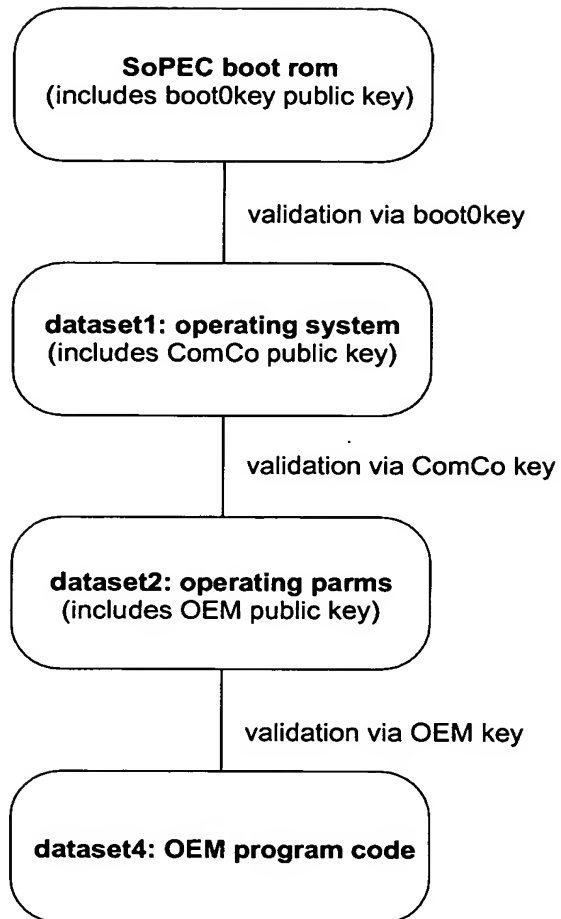 SoPEC boot rom
(includes boot0key public key)
validation via boot0key
dataset1: operating system
(includes ComCo public key)
validation via ComCo key
dataset2: operating parms
(includes OEM public key)
validation via OEM key
dataset4: OEM program code